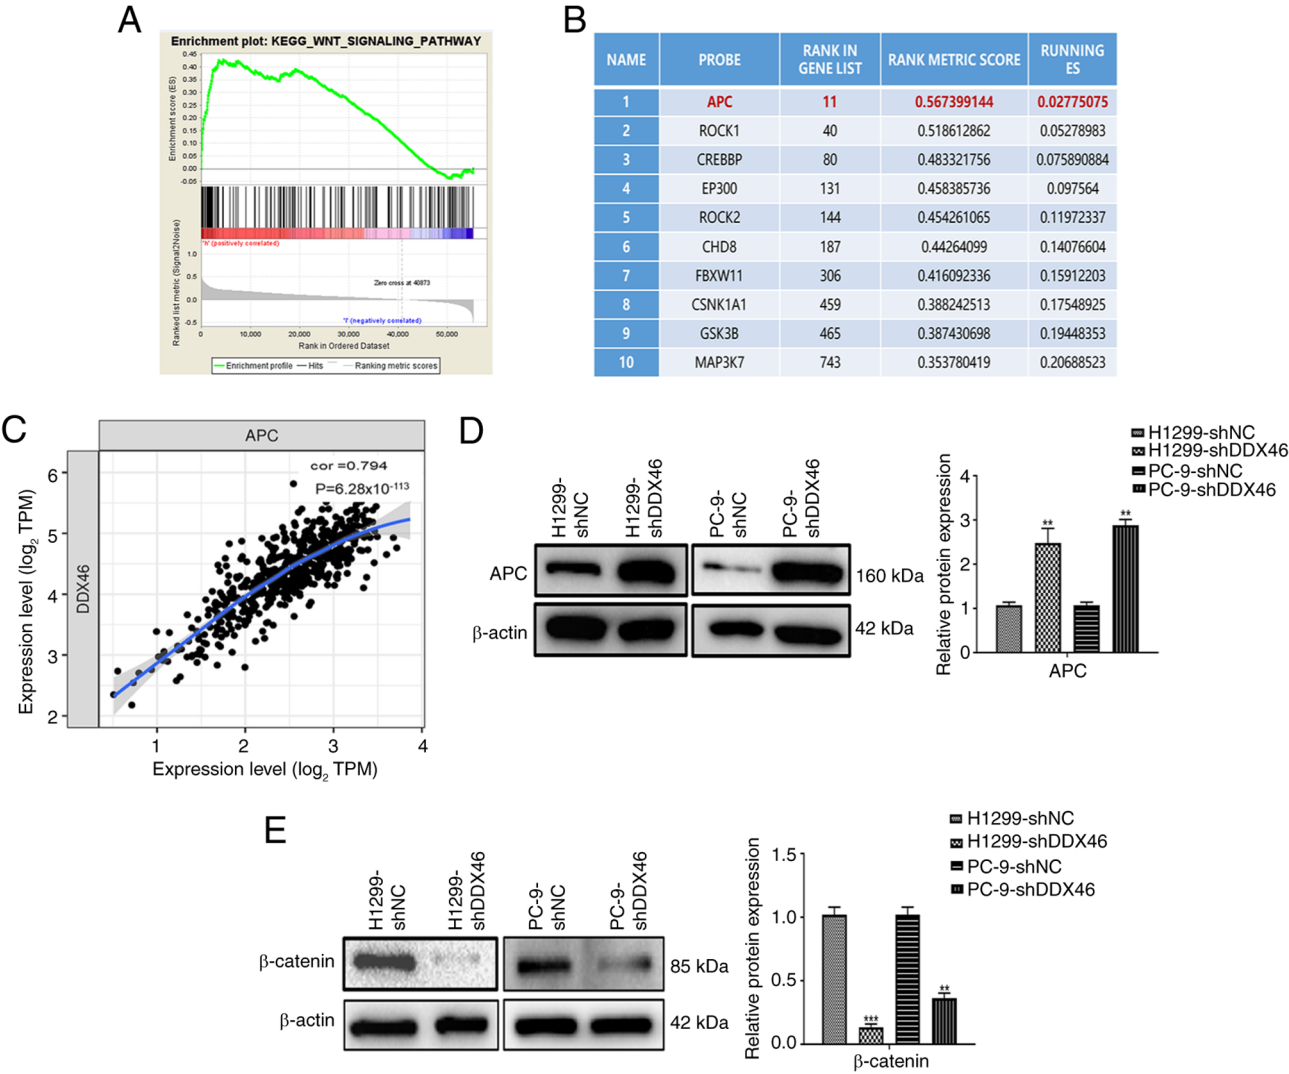 A
Enrichment plot: KEGG_WNT_SIGNALING_PATHWAY
Enrichment score (ES)
0.45
0.40
0.35
0.30
0.25
0.20
0.15
0.10
0.05
0.00
-0.05
'h' (positively correlated)
Ranked list metric (Signal2Noise)
1.0
0.5
0.0
-0.5
Zero cross at 40873
'l' (negatively correlated)
0 10,000 20,000 30,000 40,000 50,000
Rank in Ordered Dataset
Enrichment profile Hits Ranking metric scores
B
NAME PROBE RANK IN GENE LIST RANK METRIC SCORE RUNNING ES
1 APC 11 0.567399144 0.02775075
2 ROCK1 40 0.518612862 0.05278983
3 CREBBP 80 0.483321756 0.075890884
4 EP300 131 0.458385736 0.097564
5 ROCK2 144 0.454261065 0.11972337
6 CHD8 187 0.44264099 0.14076604
7 FBXW11 306 0.416092336 0.15912203
8 CSNK1A1 459 0.388242513 0.17548925
9 GSK3B 465 0.387430698 0.19448353
10 MAP3K7 743 0.353780419 0.20688523
C
APC
DDX46
Expression level (log2 TPM)
cor =0.794
P=6.28x10-113
6
5
4
3
2
1 2 3 4
Expression level (log2 TPM)
D
H1299-shNC
H1299-shDDX46
PC-9-shNC
PC-9-shDDX46
APC
160 kDa
β-actin
42 kDa
H1299-shNC
H1299-shDDX46
PC-9-shNC
PC-9-shDDX46
Relative protein expression
4
3
2
1
0
** **
APC
E
H1299-shNC
H1299-shDDX46
PC-9-shNC
PC-9-shDDX46
β-catenin
85 kDa
β-actin
42 kDa
H1299-shNC
H1299-shDDX46
PC-9-shNC
PC-9-shDDX46
Relative protein expression
1.5
1.0
0.5
0.0
*** **
β-catenin